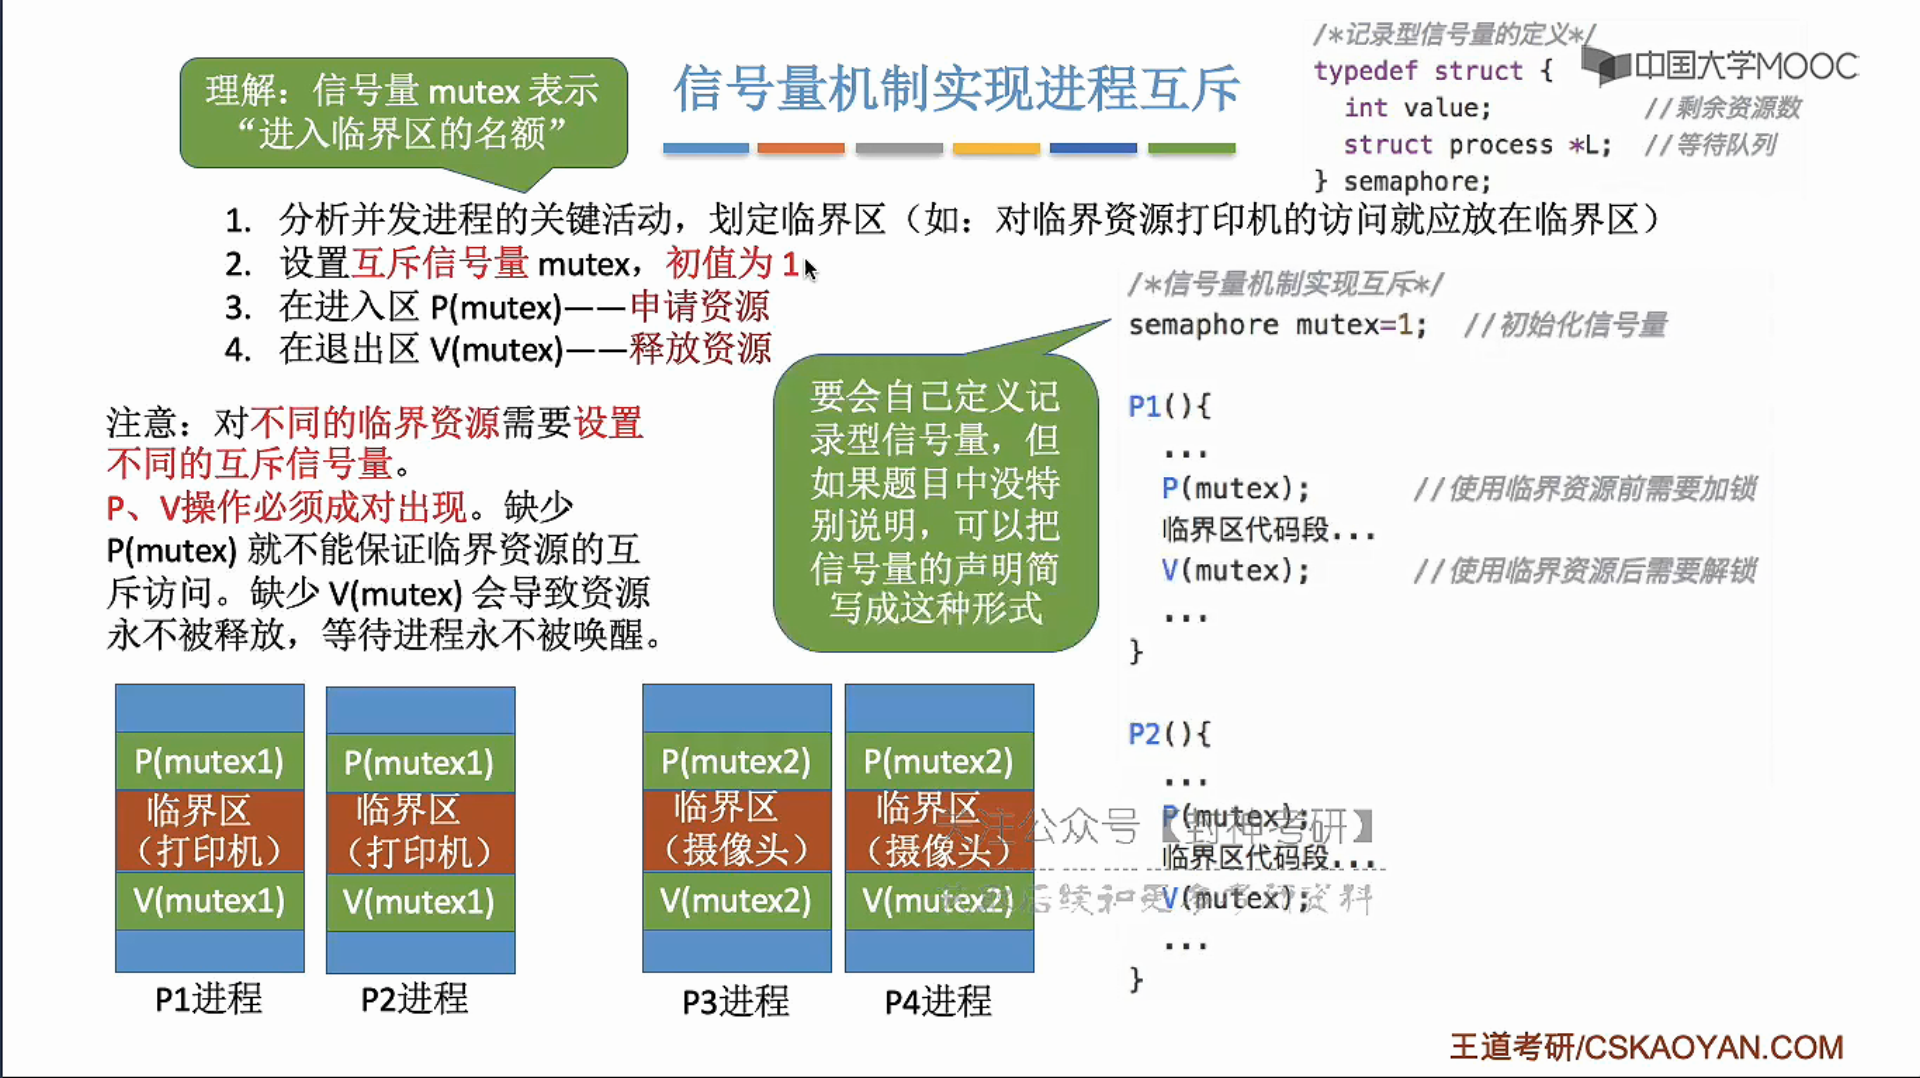 /*记录型信号量的定义*/
typedef struct {
int value; //剩余资源数
struct process *L; //等待队列
} semaphore;
中国大学MOOC
理解：信号量 mutex 表示
“进入临界区的名额”
信号量机制实现进程互斥
1. 分析并发进程的关键活动，划定临界区（如：对临界资源打印机的访问就应放在临界区）
2. 设置互斥信号量 mutex，初值为 1
3. 在进入区 P(mutex)——申请资源
4. 在退出区 V(mutex)——释放资源
注意：对不同的临界资源需要设置
不同的互斥信号量。
P、V操作必须成对出现。缺少
P(mutex) 就不能保证临界资源的互
斥访问。缺少 V(mutex) 会导致资源
永不被释放，等待进程永不被唤醒。
要会自己定义记
录型信号量，但
如果题目中没特
别说明，可以把
信号量的声明简
写成这种形式
/*信号量机制实现互斥*/
semaphore mutex=1; //初始化信号量
P1(){
...
P(mutex); //使用临界资源前需要加锁
临界区代码段...
V(mutex); //使用临界资源后需要解锁
...
}
P2(){
...
P(mutex);
临界区代码段...
V(mutex);
...
}
P(mutex1)
临界区
（打印机）
V(mutex1)
P1进程
P(mutex1)
临界区
（打印机）
V(mutex1)
P2进程
P(mutex2)
临界区
（摄像头）
V(mutex2)
P3进程
P(mutex2)
临界区
（摄像头）
V(mutex2)
P4进程
关注公众号【封神考研】
后续和更多考研资料
王道考研/CSKAOYAN.COM